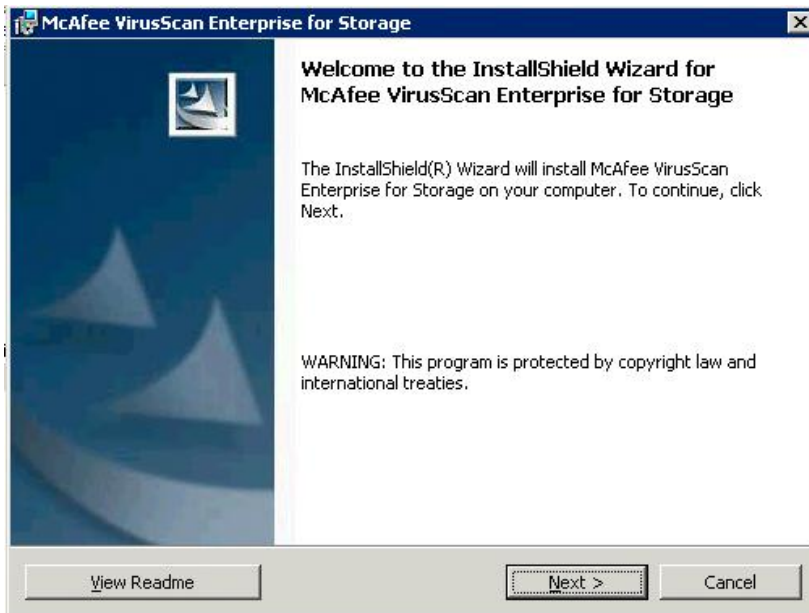 McAfee VirusScan Enterprise for Storage
Welcome to the InstallShield Wizard for
McAfee VirusScan Enterprise for Storage
The InstallShield(R) Wizard will install McAfee VirusScan
Enterprise for Storage on your computer. To continue, click
Next.
WARNING: This program is protected by copyright law and
international treaties.
View Readme
Next >
Cancel